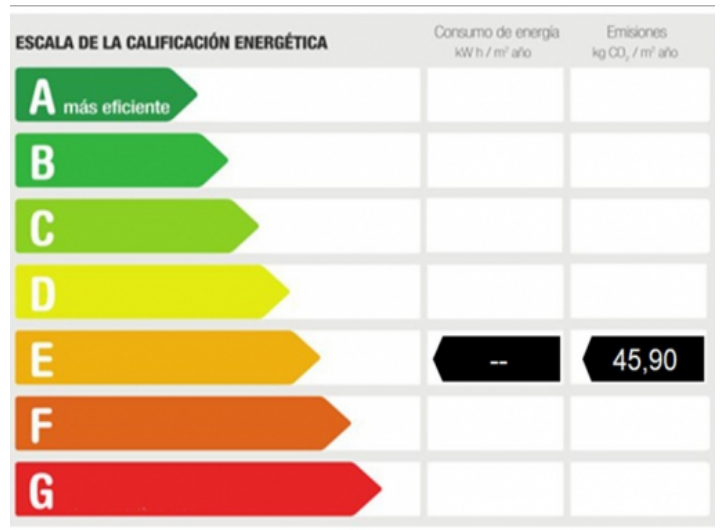 ESCALA DE LA CALIFICACIÓN ENERGÉTICA
Consumo de energía
kW h / m² año
Emisiones
kg CO₂ / m² año
A más eficiente
B
C
D
E -- 45,90
F
G